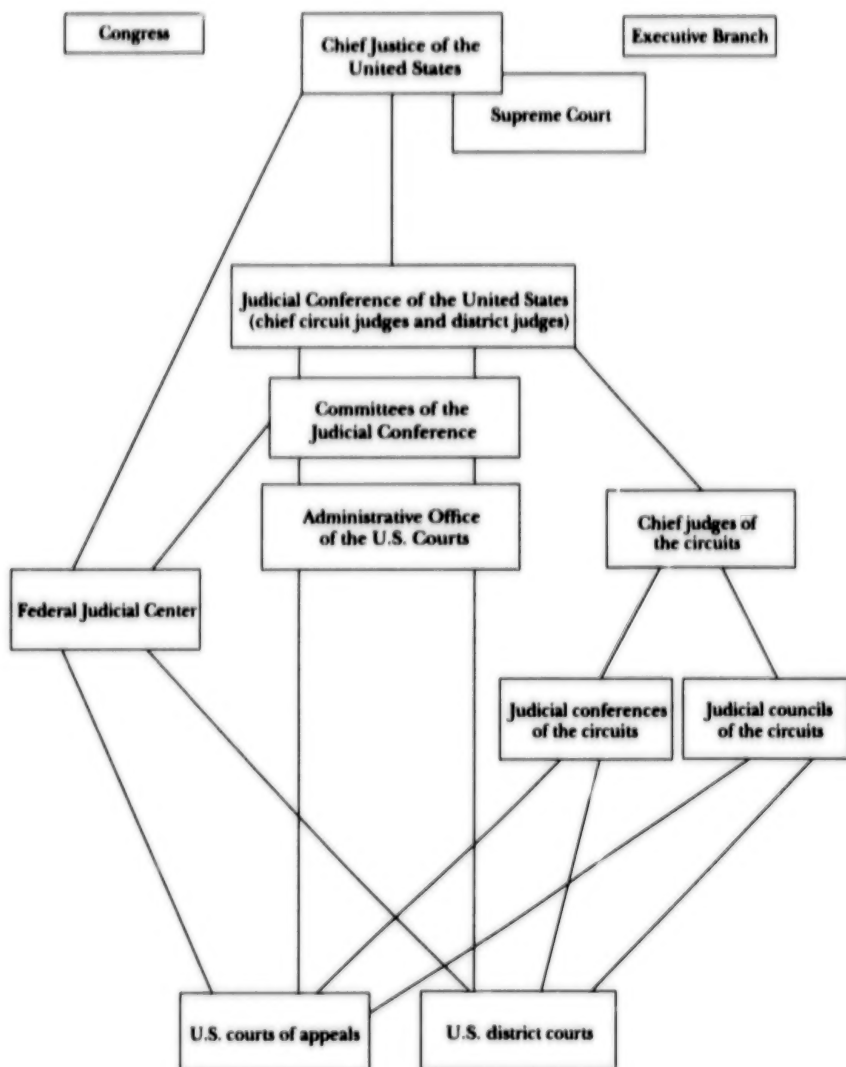 Congress
Chief Justice of the
United States
Executive Branch
Supreme Court
Judicial Conference of the United States
(chief circuit judges and district judges)
Committees of the
Judicial Conference
Administrative Office
of the U.S. Courts
Chief judges of
the circuits
Federal Judicial Center
Judicial conferences
of the circuits
Judicial councils
of the circuits
U.S. courts of appeals
U.S. district courts